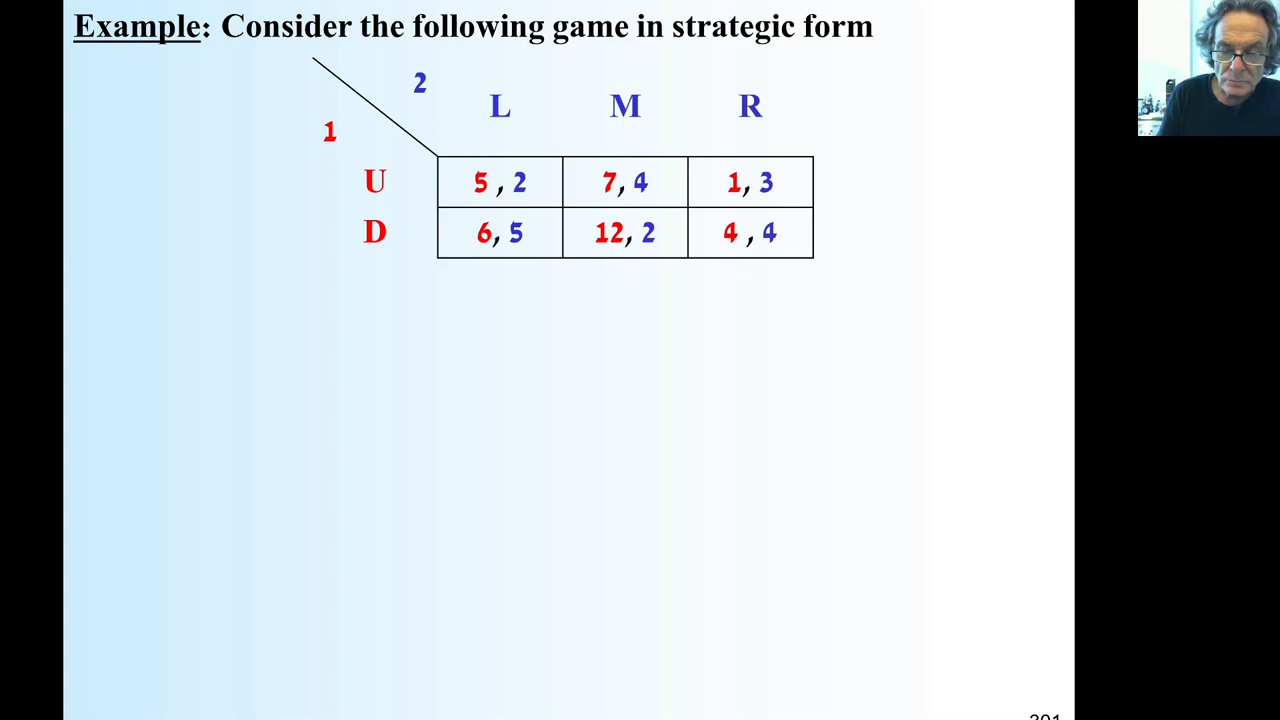 Example: Consider the following game in strategic form
2
L M R
1
U 5 , 2 7, 4 1, 3
D 6, 5 12, 2 4 , 4